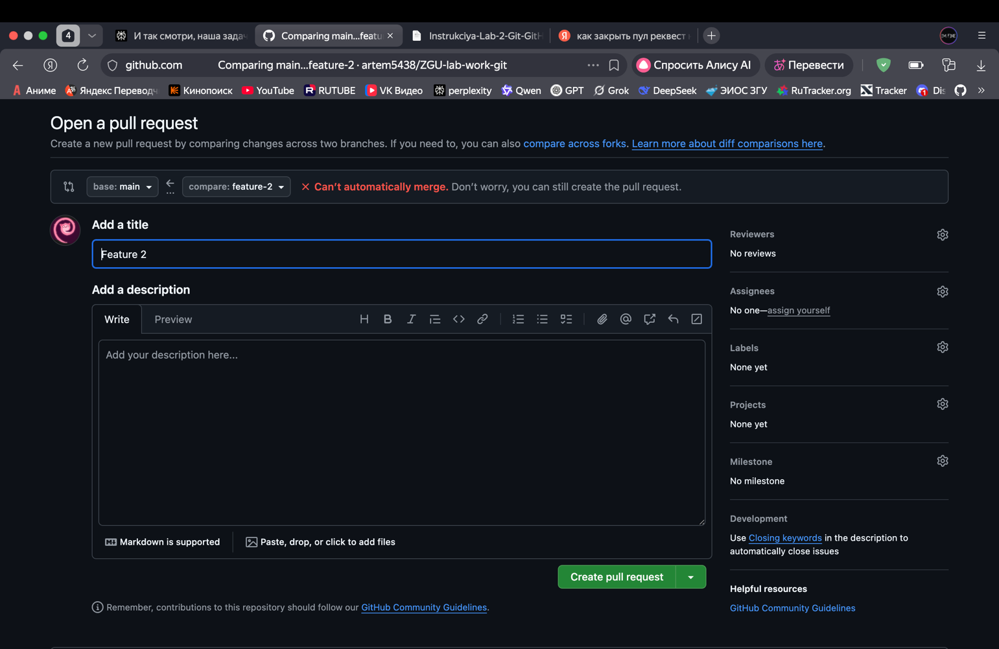 4
И так смотри, наша задач
Comparing main...featu
Instrukciya-Lab-2-Git-GitH
как закрыть пул реквест н
I'M FINE
github.com
Comparing main...feature-2 · artem5438/ZGU-lab-work-git
Спросить Алису AI
Перевести
Аниме
Яндекс Переводч
Кинопоиск
YouTube
RUTUBE
VK Видео
perplexity
Qwen
GPT
Grok
DeepSeek
ЭИОС ЗГУ
RuTracker.org
Tracker
Dis
Open a pull request
Create a new pull request by comparing changes across two branches. If you need to, you can also compare across forks. Learn more about diff comparisons here.
base: main
compare: feature-2
Can't automatically merge. Don't worry, you can still create the pull request.
Add a title
Feature 2
Add a description
Write
Preview
Add your description here...
Markdown is supported
Paste, drop, or click to add files
Create pull request
Remember, contributions to this repository should follow our GitHub Community Guidelines.
Reviewers
No reviews
Assignees
No one—assign yourself
Labels
None yet
Projects
None yet
Milestone
No milestone
Development
Use Closing keywords in the description to
automatically close issues
Helpful resources
GitHub Community Guidelines